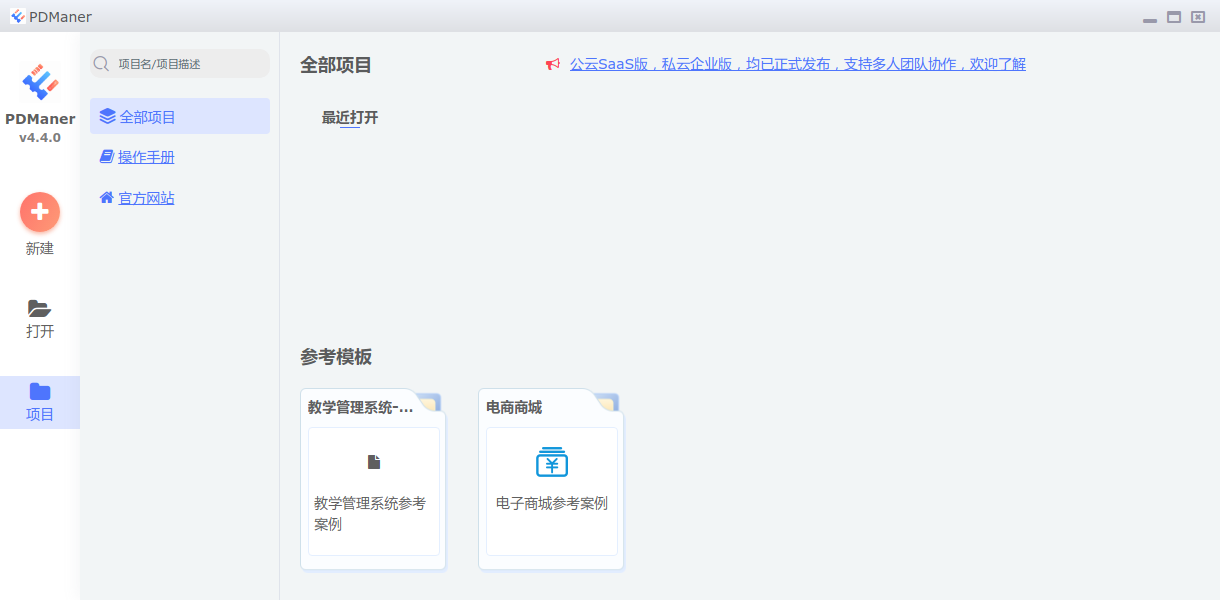 PDManer
PDManer
v4.4.0
新建
打开
项目
项目名/项目描述
全部项目
操作手册
官方网站
全部项目
公云SaaS版，私云企业版，均已正式发布，支持多人团队协作，欢迎了解
最近打开
参考模板
教学管理系统-...
教学管理系统参考
案例
电商商城
电子商城参考案例